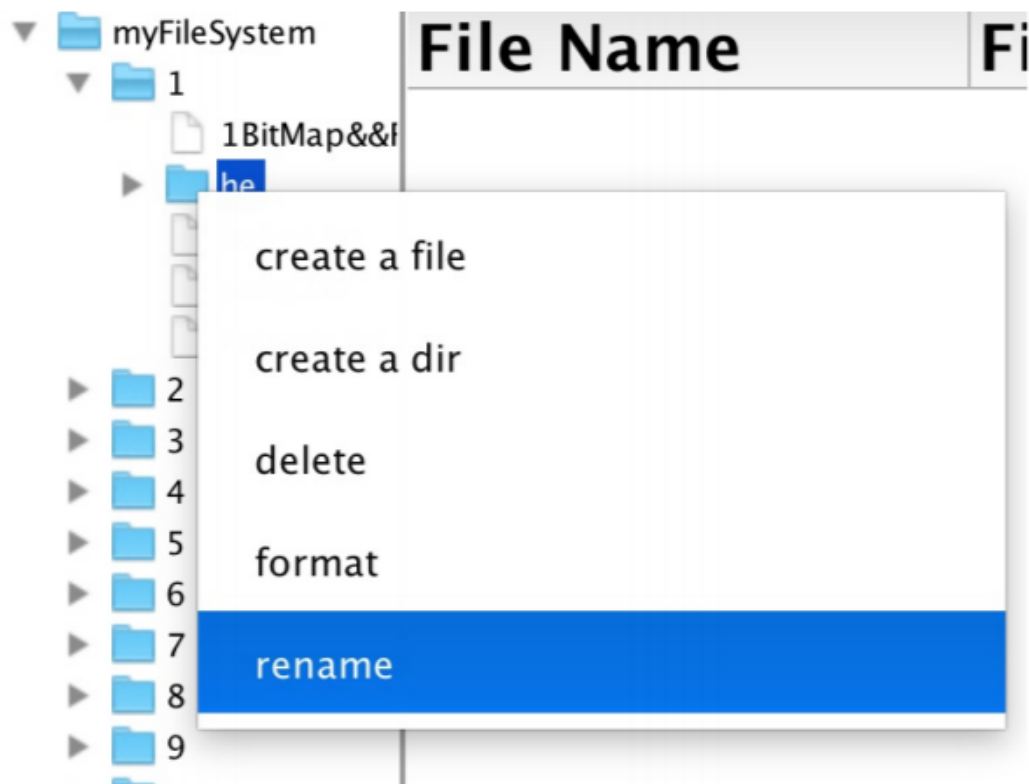 myFileSystem
File Name
1
1BitMap&&
he
create a file
create a dir
2
3
delete
4
5
format
6
7
rename
8
9